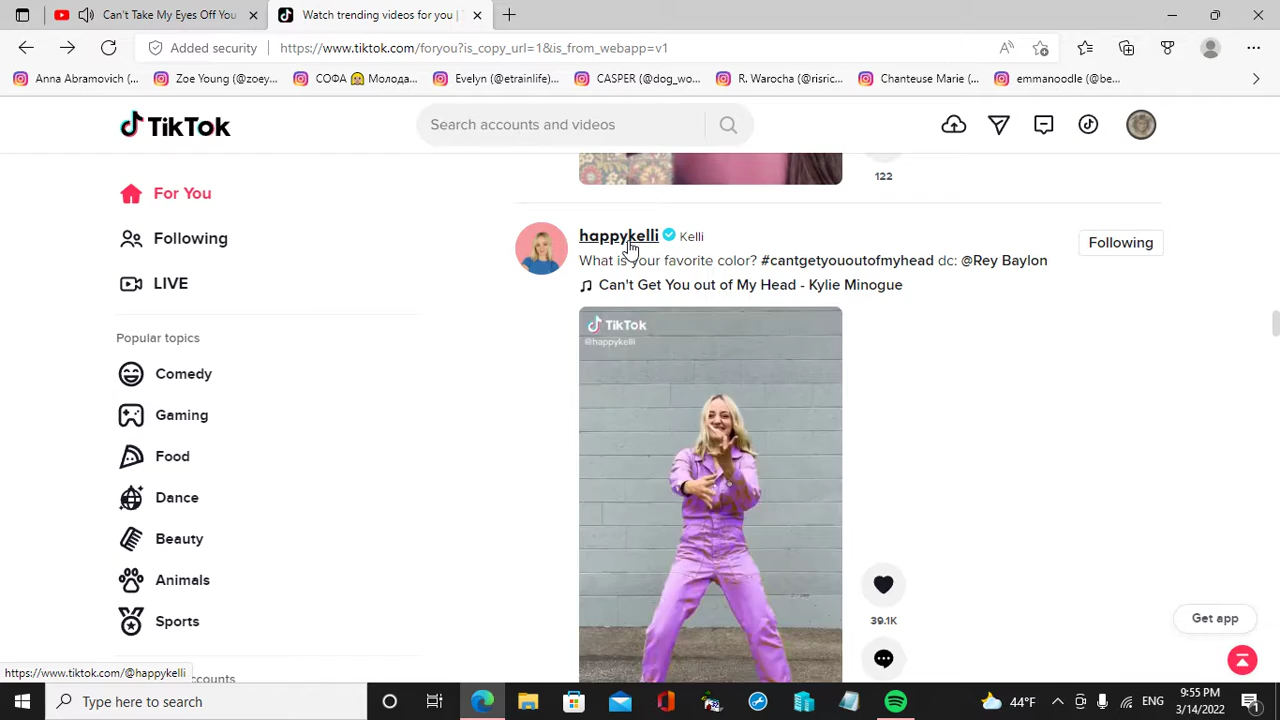 Can't Take My Eyes Off You
Watch trending videos for you |
Added security
https://www.tiktok.com/foryou?is_copy_url=1&is_from_webapp=v1
Anna Abramovich (...
Zoe Young (@zoey...
СОФА 🙊 Молода...
Evelyn (@etrainlife)...
CASPER (@dog_wo...
R. Warocha (@risric...
Chanteuse Marie (...
emmanoodle (@be...
TikTok
Search accounts and videos
For You
Following
LIVE
Popular topics
Comedy
Gaming
Food
Dance
Beauty
Animals
Sports
122
happykelli Kelli
Following
What is your favorite color? #cantgetyououtofmyhead dc: @Rey Baylon
Can't Get You out of My Head - Kylie Minogue
TikTok
@happykelli
39.1K
Get app
https://www.tiktok.com/@happykelli
ccounts
Type here to search
44°F
ENG
9:55 PM
3/14/2022
1